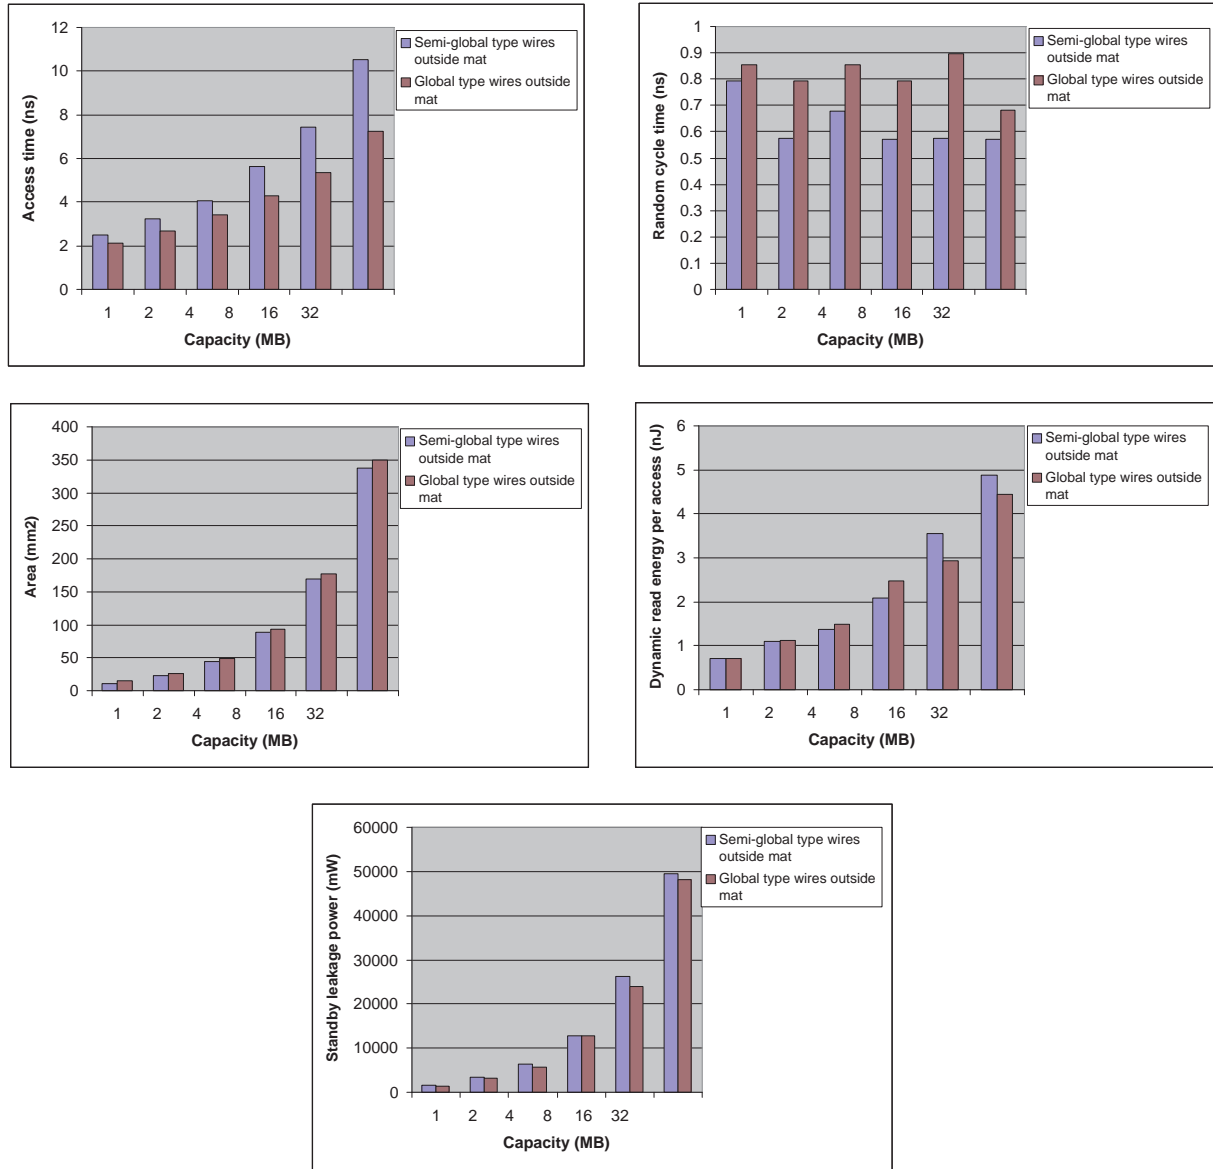 12
10
8
6
4
2
0
Access time (ns)
1 2 4 8 16 32
Capacity (MB)
Semi-global type wires
outside mat
Global type wires outside
mat
1
0.9
0.8
0.7
0.6
0.5
0.4
0.3
0.2
0.1
0
Random cycle time (ns)
1 2 4 8 16 32
Capacity (MB)
Semi-global type wires
outside mat
Global type wires outside
mat
400
350
300
250
200
150
100
50
0
Area (mm2)
1 2 4 8 16 32
Capacity (MB)
Semi-global type wires
outside mat
Global type wires outside
mat
6
5
4
3
2
1
0
Dynamic read energy per access (nJ)
1 2 4 8 16 32
Capacity (MB)
Semi-global type wires
outside mat
Global type wires outside
mat
60000
50000
40000
30000
20000
10000
0
Standby leakage power (mW)
1 2 4 8 16 32
Capacity (MB)
Semi-global type wires
outside mat
Global type wires outside
mat